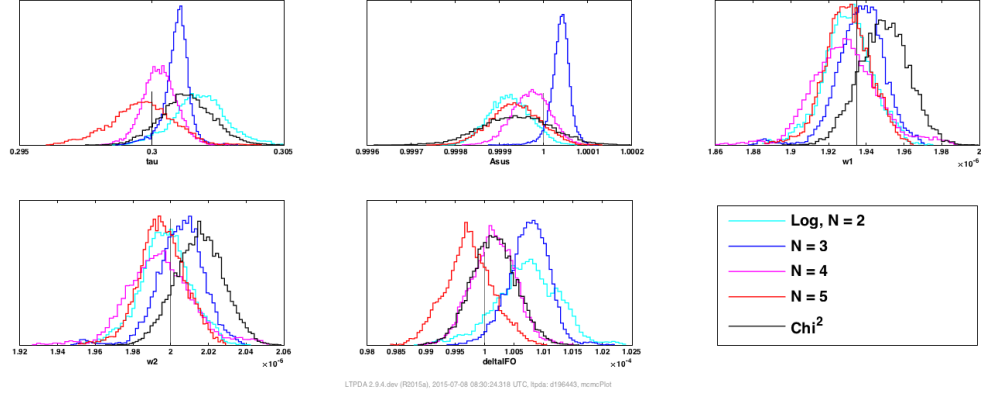 0.295 0.3 0.305
tau
0.9996 0.9997 0.9998 0.9999 1 1.0001 1.0002
Asus
1.86 1.88 1.9 1.92 1.94 1.96 1.98 2
w1
×10⁻⁶
1.92 1.94 1.96 1.98 2 2.02 2.04 2.06
w2
×10⁻⁶
0.98 0.985 0.99 0.995 1 1.005 1.01 1.015 1.02 1.025
deltaIFO
×10⁻⁴
Log, N = 2
N = 3
N = 4
N = 5
Chi²
LTPDA 2.9.4.dev (R2015a), 2015-07-08 08:30:24.318 UTC, ltpda: d196443, mcmcPlot